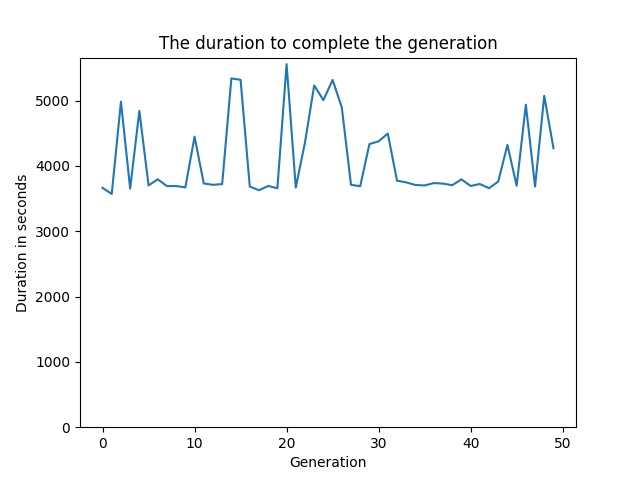 The duration to complete the generation
Duration in seconds
5000
4000
3000
2000
1000
0
0 10 20 30 40 50
Generation